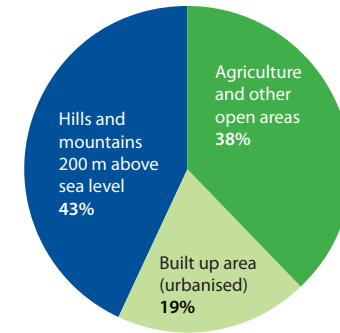 Agriculture
and other
open areas
38%
Hills and
mountains
200 m above
sea level
43%
Built up area
(urbanised)
19%